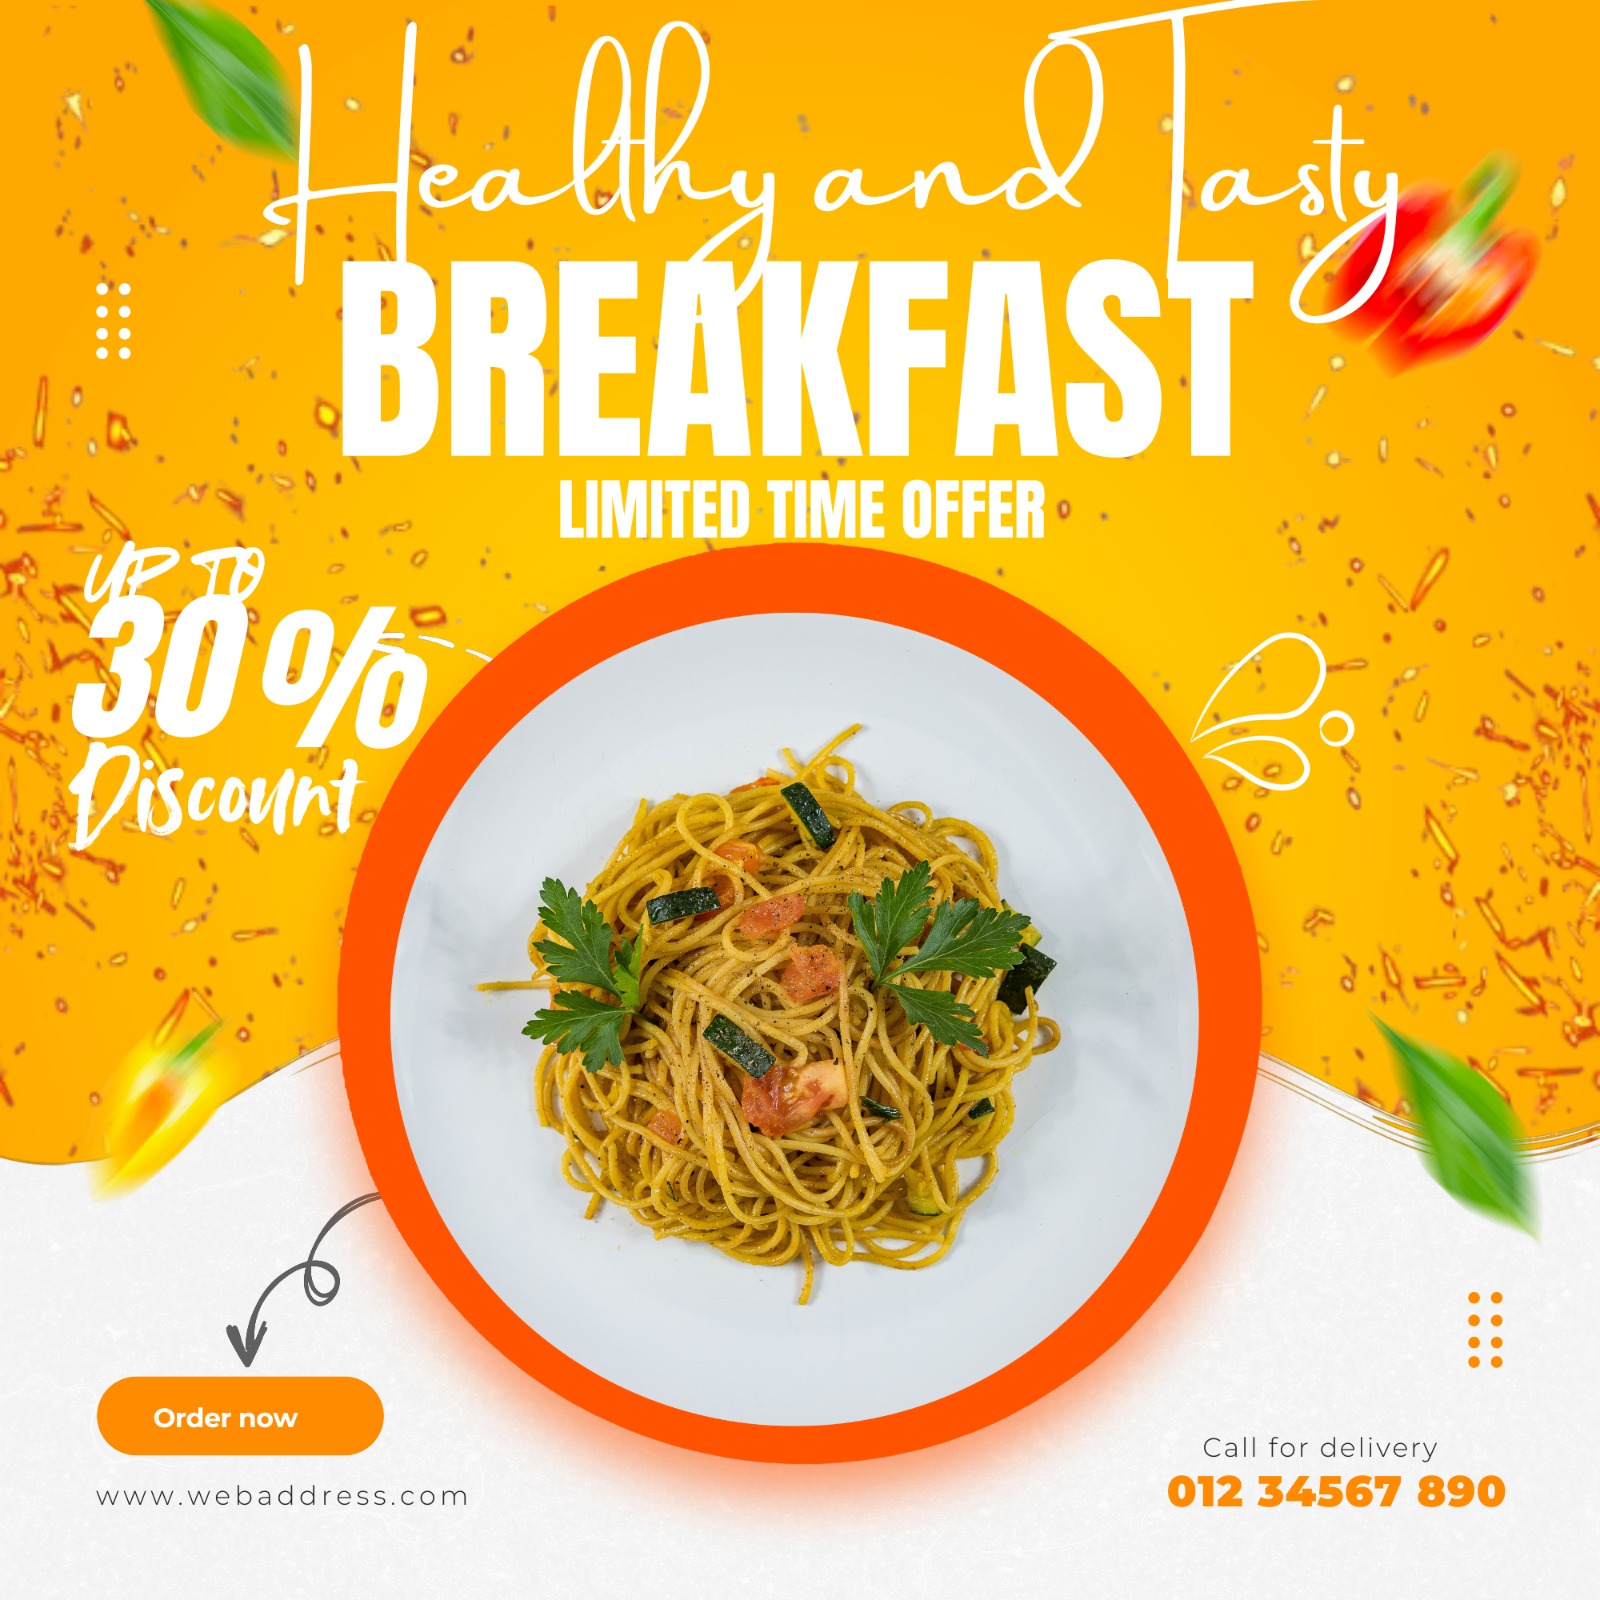 Healthy and Tasty
BREAKFAST
LIMITED TIME OFFER
UP TO
30%
Discount
Order now
www.webaddress.com
Call for delivery
012 34567 890